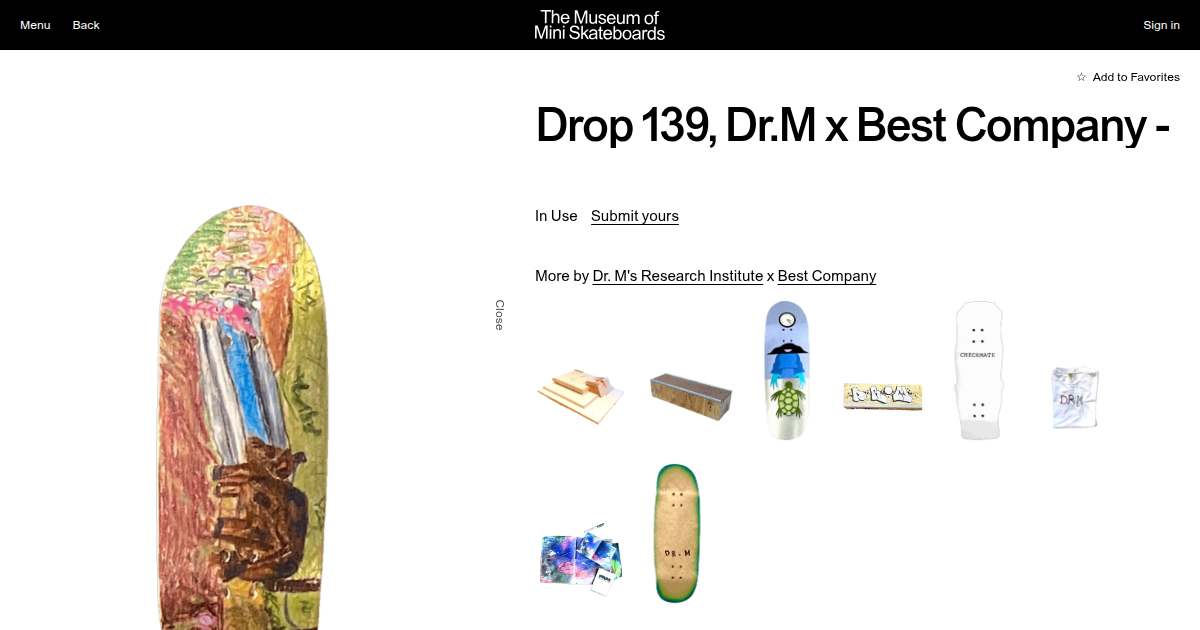 Menu
Back
The Museum of
Mini Skateboards
Sign in
☆ Add to Favorites
Drop 139, Dr.M x Best Company -
In Use Submit yours
More by Dr. M's Research Institute x Best Company
Close
CHECKMATE
DR.M
DR.M